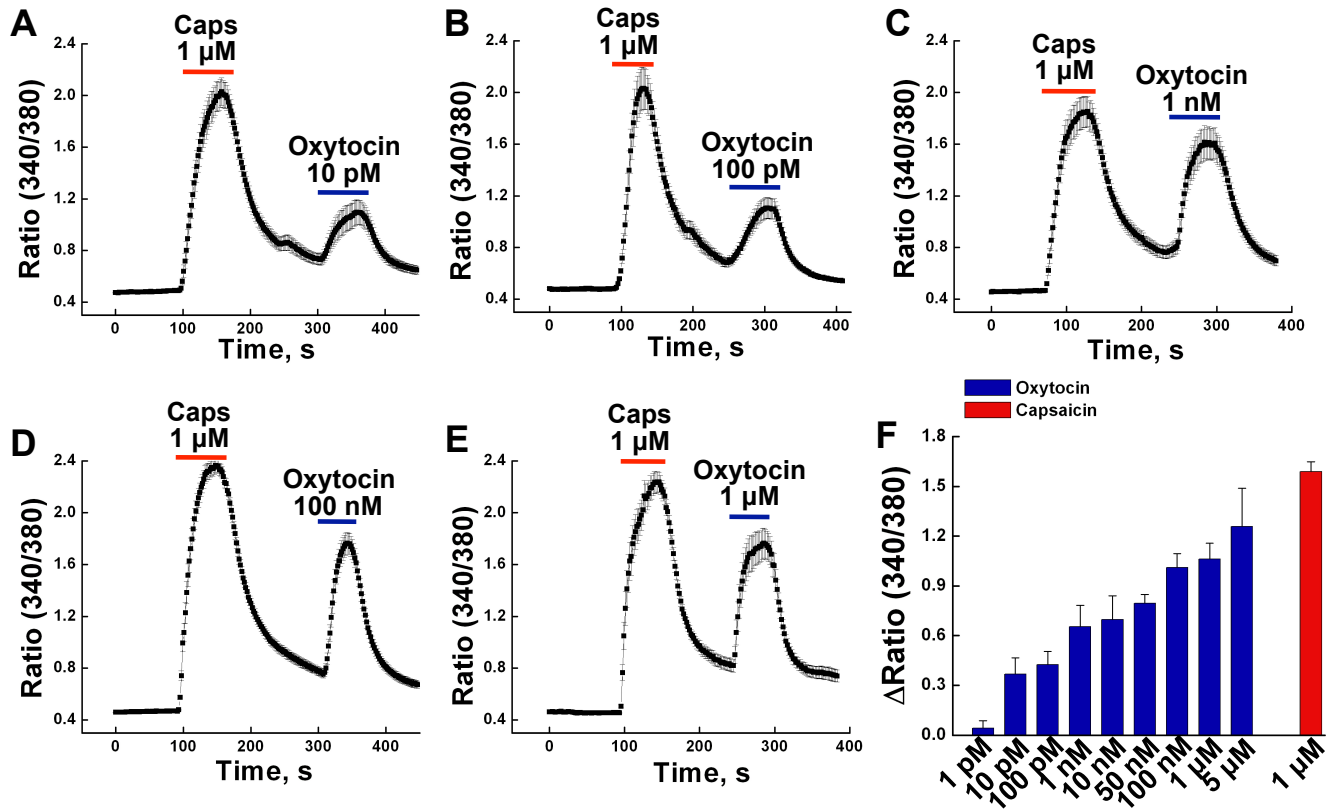 A
Caps
1 µM
Oxytocin
10 pM
Ratio (340/380)
2.4
2.0
1.6
1.2
0.8
0.4
0 100 200 300 400
Time, s
B
Caps
1 µM
Oxytocin
100 pM
Ratio (340/380)
2.4
2.0
1.6
1.2
0.8
0.4
0 100 200 300 400
Time, s
C
Caps
1 µM
Oxytocin
1 nM
Ratio (340/380)
2.4
2.0
1.6
1.2
0.8
0.4
0 100 200 300 400
Time, s
D
Caps
1 µM
Oxytocin
100 nM
Ratio (340/380)
2.4
2.0
1.6
1.2
0.8
0.4
0 100 200 300 400
Time, s
E
Caps
1 µM
Oxytocin
1 µM
Ratio (340/380)
2.4
2.0
1.6
1.2
0.8
0.4
0 100 200 300 400
Time, s
Oxytocin
Capsaicin
F
ΔRatio (340/380)
1.8
1.5
1.2
0.9
0.6
0.3
0.0
1 pM
10 pM
100 pM
1 nM
10 nM
50 nM
100 nM
1 µM
5 µM
1 µM